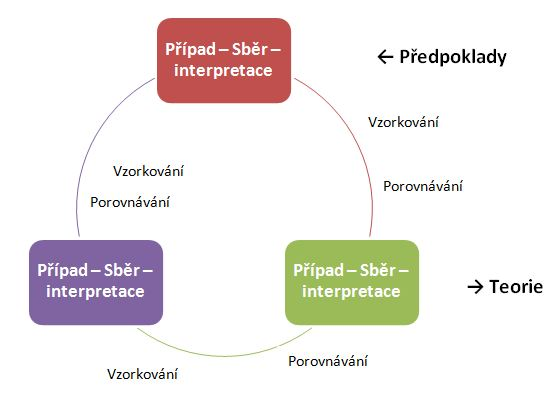 Případ – Sběr –
interpretace
← Předpoklady
Vzorkování
Porovnávání
Vzorkování
Porovnávání
Případ – Sběr –
interpretace
Případ – Sběr –
interpretace
→ Teorie
Porovnávání
Vzorkování